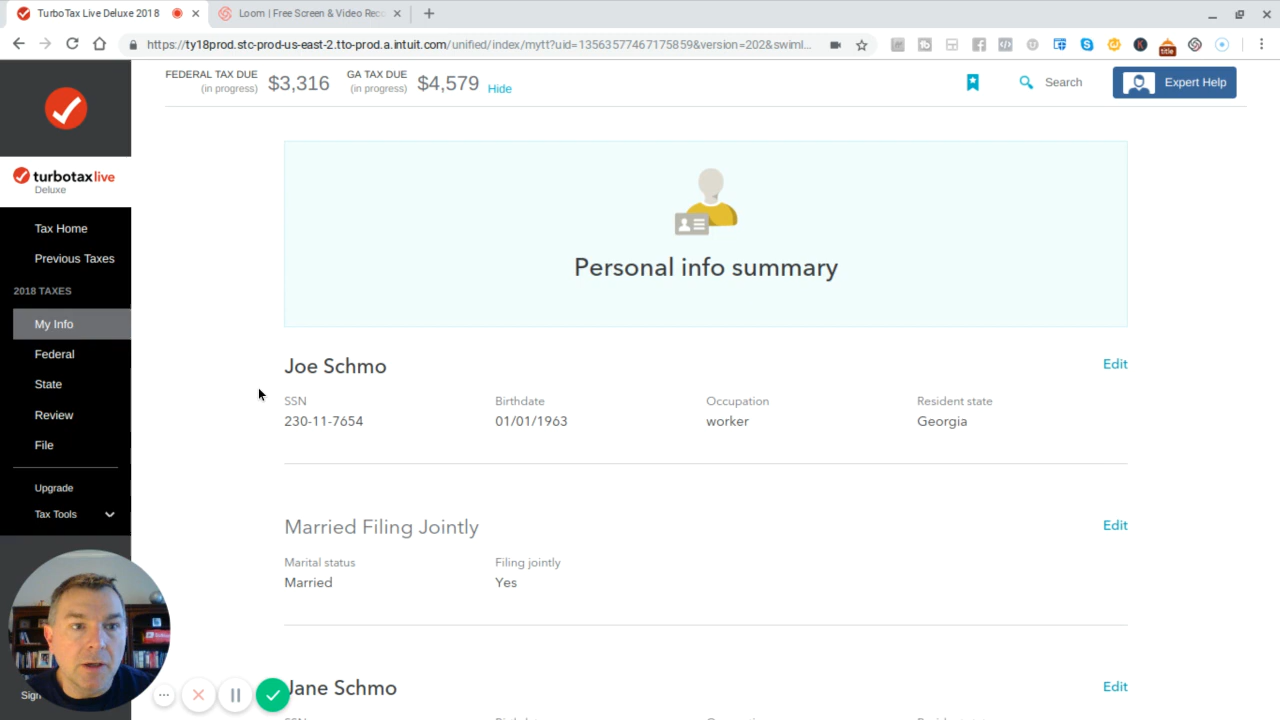 TurboTax Live Deluxe 2018
Loom | Free Screen & Video Rec
https://ty18prod.stc-prod-us-east-2.tto-prod.a.intuit.com/unified/index/mytt?uid=13563577467175859&version=202&swiml...
title
FEDERAL TAX DUE
(in progress)
$3,316
GA TAX DUE
(in progress)
$4,579
Hide
Search
Expert Help
turbotaxlive
Deluxe
Tax Home
Previous Taxes
2018 TAXES
My Info
Federal
State
Review
File
Upgrade
Tax Tools
Sign
Personal info summary
Joe Schmo
Edit
SSN
Birthdate
Occupation
Resident state
230-11-7654
01/01/1963
worker
Georgia
Married Filing Jointly
Edit
Marital status
Filing jointly
Married
Yes
Jane Schmo
Edit